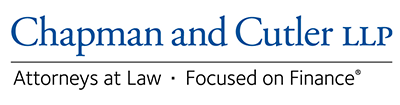 Chapman and Cutler LLP
Attorneys at Law · Focused on Finance®